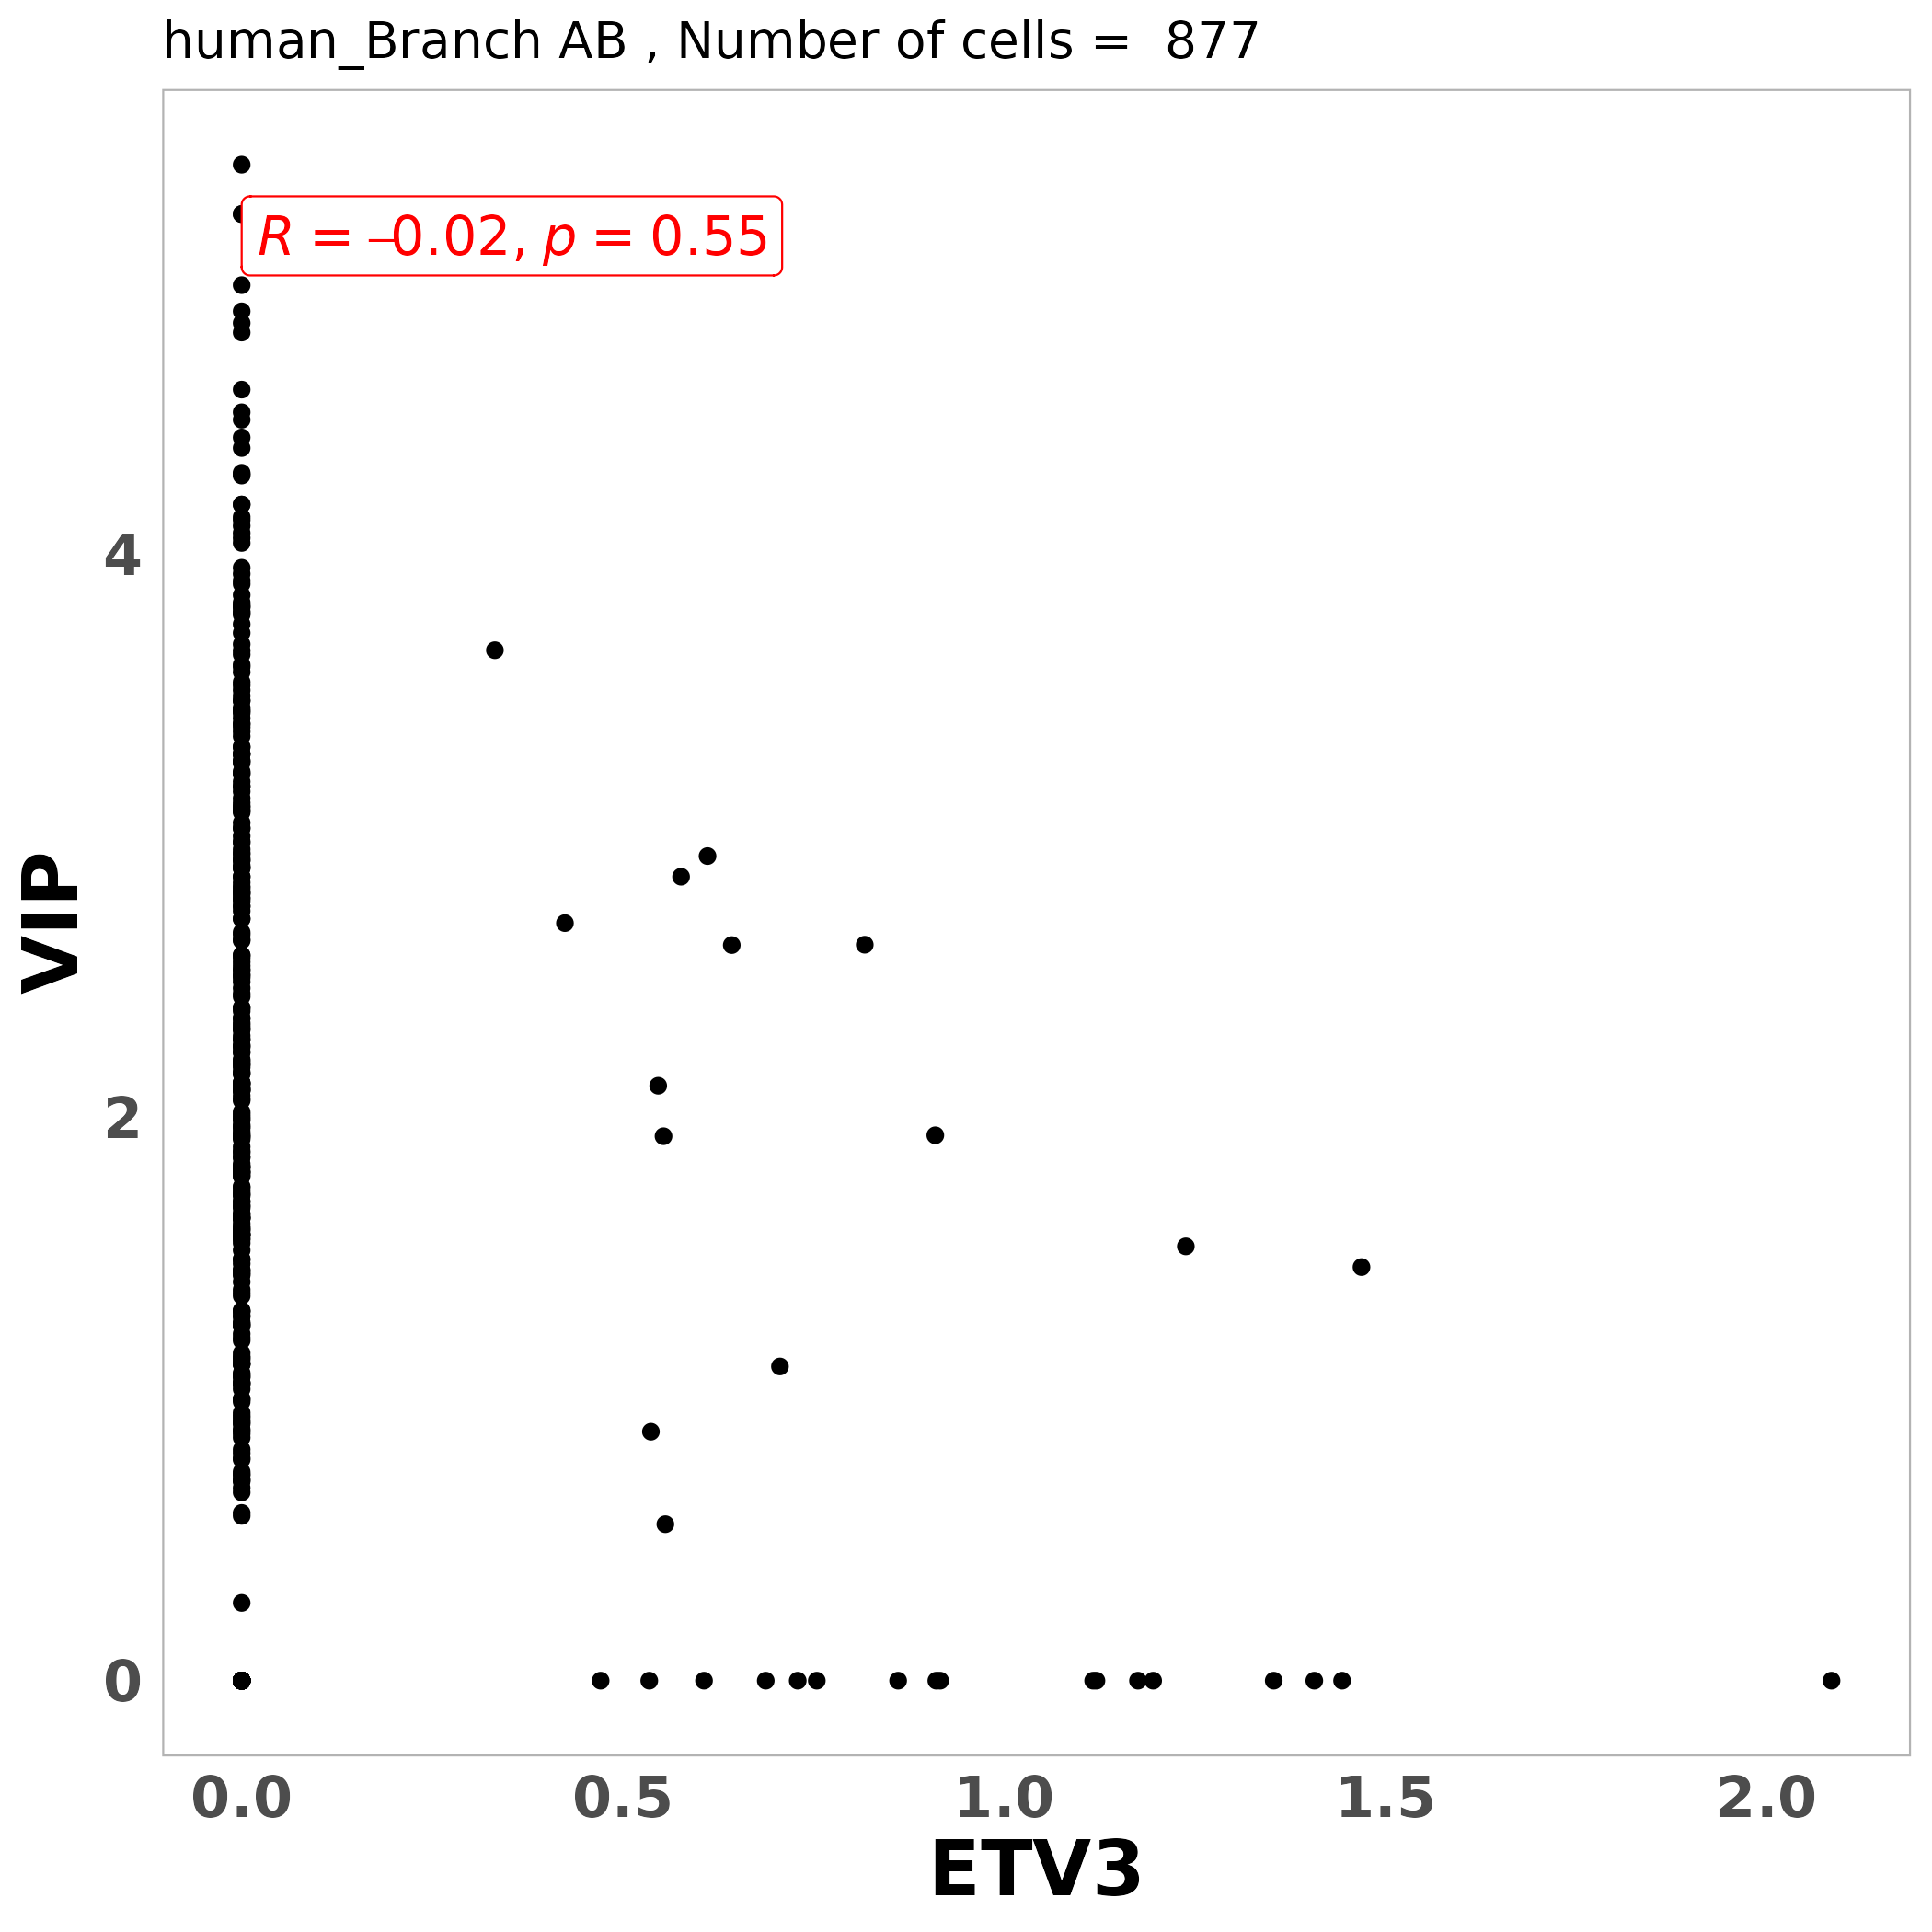 human_Branch AB , Number of cells =  877
R = –0.02, p = 0.55
4
2
0
VIP
0.0 0.5 1.0 1.5 2.0
ETV3